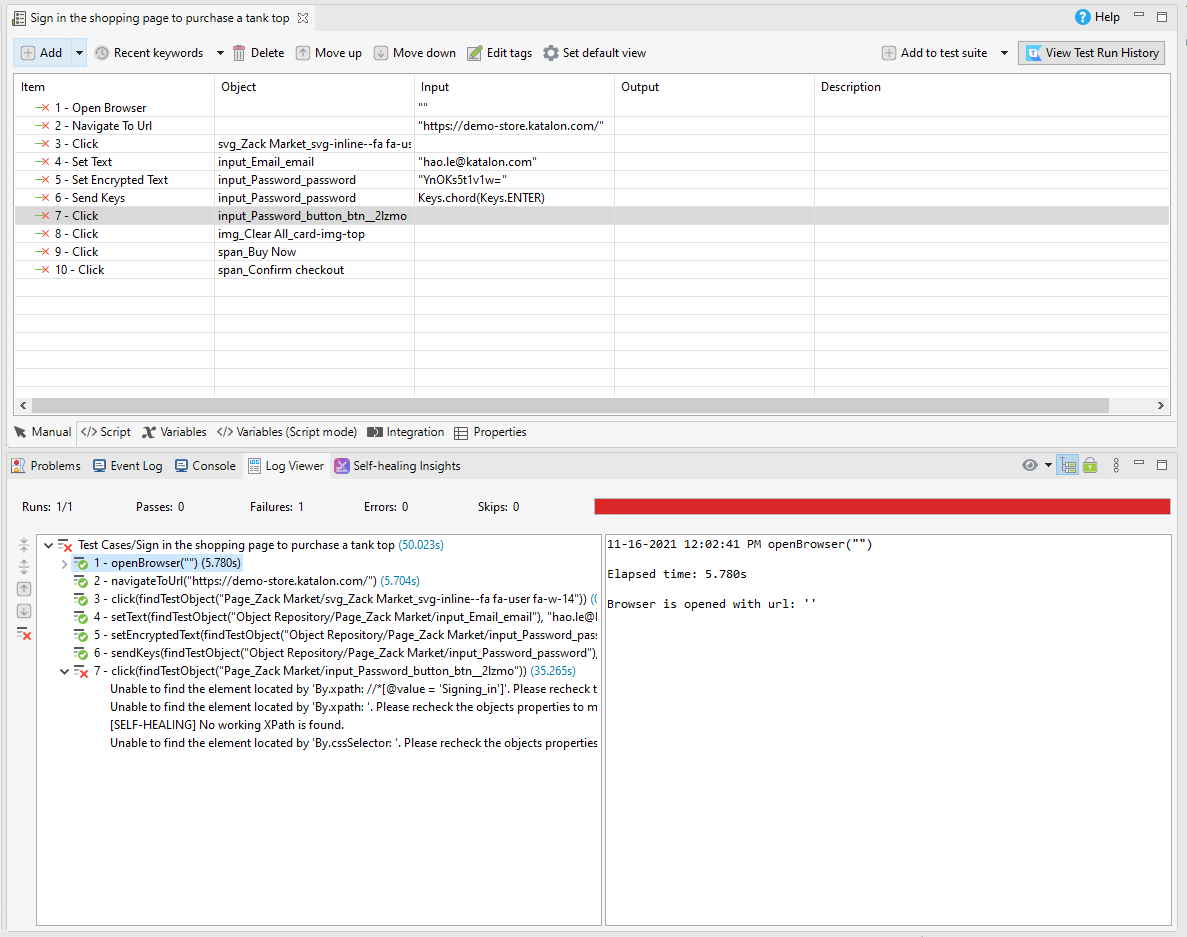 Sign in the shopping page to purchase a tank top
Help
Add Recent keywords Delete Move up Move down Edit tags Set default view Add to test suite View Test Run History
Item Object Input Output Description
1 - Open Browser ""
2 - Navigate To Url "https://demo-store.katalon.com/"
3 - Click svg_Zack Market_svg-inline--fa fa-us
4 - Set Text input_Email_email "hao.le@katalon.com"
5 - Set Encrypted Text input_Password_password "YnOKs5t1v1w="
6 - Send Keys input_Password_password Keys.chord(Keys.ENTER)
7 - Click input_Password_button_btn__2lzmo
8 - Click img_Clear All_card-img-top
9 - Click span_Buy Now
10 - Click span_Confirm checkout
Manual </> Script Variables </> Variables (Script mode) Integration Properties
Problems Event Log Console Log Viewer Self-healing Insights
Runs: 1/1 Passes: 0 Failures: 1 Errors: 0 Skips: 0
Test Cases/Sign in the shopping page to purchase a tank top (50.023s)
1 - openBrowser("") (5.780s)
2 - navigateToUrl("https://demo-store.katalon.com/") (5.704s)
3 - click(findTestObject("Page_Zack Market/svg_Zack Market_svg-inline--fa fa-user fa-w-14")) (0
4 - setText(findTestObject("Object Repository/Page_Zack Market/input_Email_email"), "hao.le@l
5 - setEncryptedText(findTestObject("Object Repository/Page_Zack Market/input_Password_pass
6 - sendKeys(findTestObject("Object Repository/Page_Zack Market/input_Password_password"),
7 - click(findTestObject("Page_Zack Market/input_Password_button_btn__2lzmo")) (35.265s)
Unable to find the element located by 'By.xpath: //*[@value = 'Signing_in']'. Please recheck t
Unable to find the element located by 'By.xpath: '. Please recheck the objects properties to m
[SELF-HEALING] No working XPath is found.
Unable to find the element located by 'By.cssSelector: '. Please recheck the objects properties
11-16-2021 12:02:41 PM openBrowser("")
Elapsed time: 5.780s
Browser is opened with url: ''